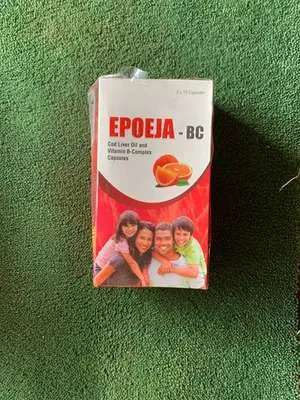 EPOEJA - BC
Cod Liver Oil and
Vitamin B-Complex
Capsules